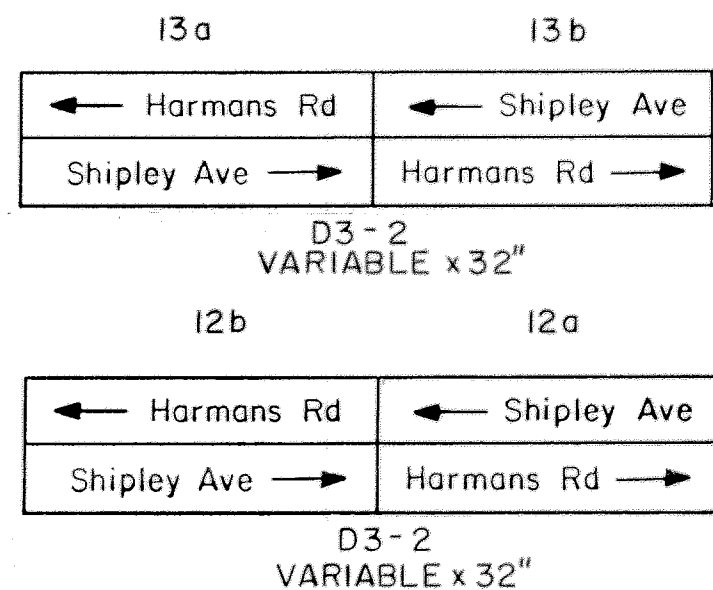 13a 13b
← Harmans Rd ← Shipley Ave
Shipley Ave → Harmans Rd →
D3-2
VARIABLE x 32"
12b 12a
← Harmans Rd ← Shipley Ave
Shipley Ave → Harmans Rd →
D3-2
VARIABLE x 32"